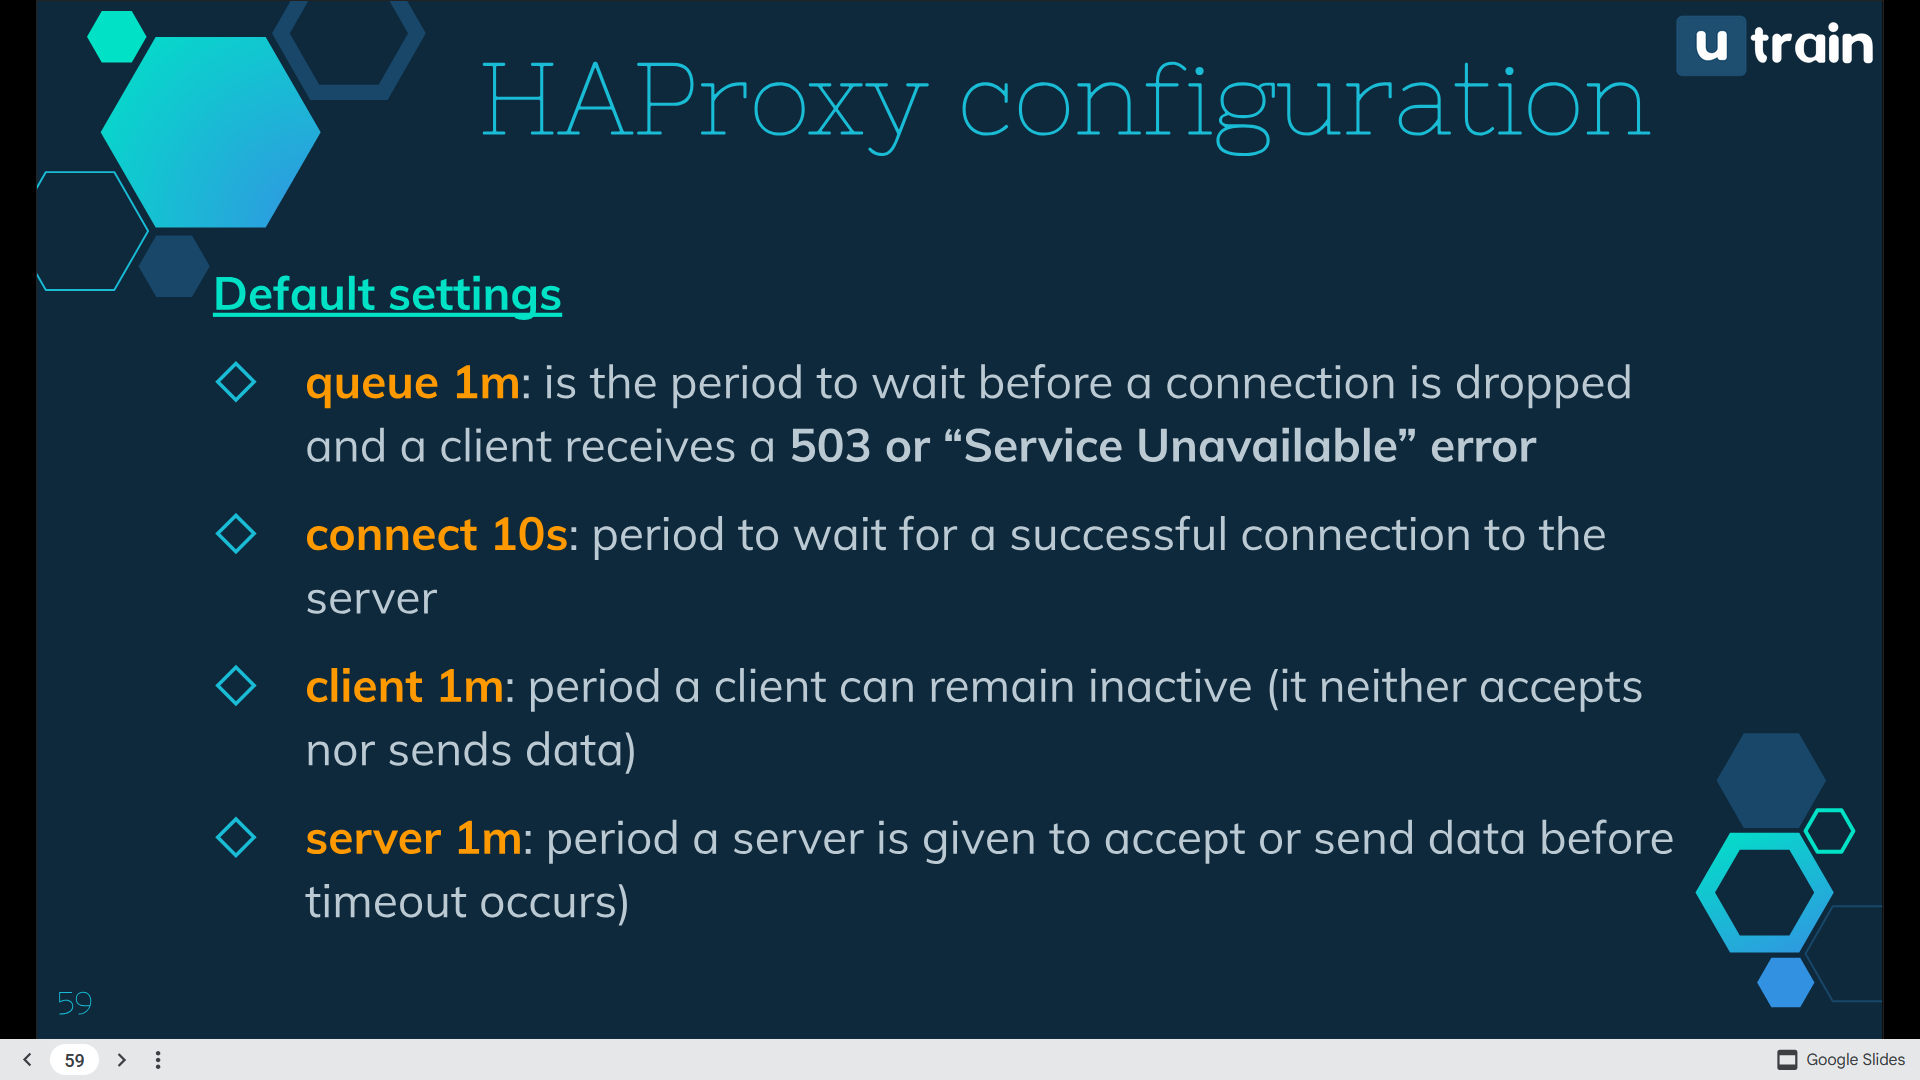 u train
HAProxy configuration
Default settings
queue 1m: is the period to wait before a connection is dropped
and a client receives a 503 or “Service Unavailable” error
connect 10s: period to wait for a successful connection to the
server
client 1m: period a client can remain inactive (it neither accepts
nor sends data)
server 1m: period a server is given to accept or send data before
timeout occurs)
59
59
Google Slides